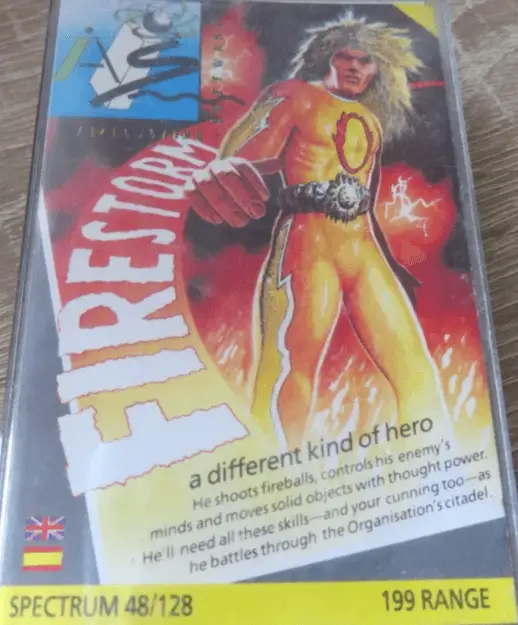 FIRESTORM
a different kind of hero
He shoots fireballs, controls his enemy's
minds and moves solid objects with thought power.
He'll need all these skills—and your cunning too—as
he battles through the Organisation's citadel.
SPECTRUM 48/128
199 RANGE